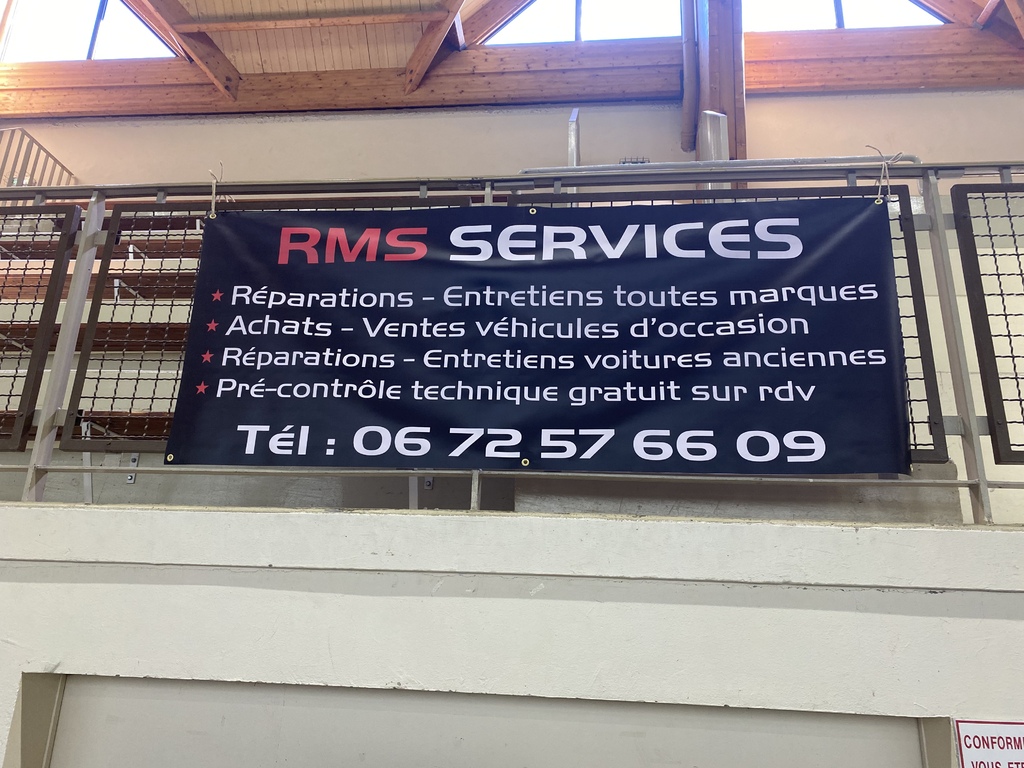 RMS SERVICES
★ Réparations - Entretiens toutes marques
★ Achats - Ventes véhicules d'occasion
★ Réparations - Entretiens voitures anciennes
★ Pré-contrôle technique gratuit sur rdv
Tél : 06 72 57 66 09
VOUS